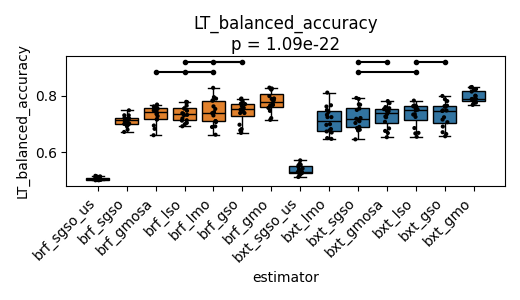 LT_balanced_accuracy
p = 1.09e-22
LT_balanced_accuracy
0.8
0.6
brf_sgso_us
brf_sgso
brf_gmosa
brf_lso
brf_lmo
brf_gso
brf_gmo
bxt_sgso_us
bxt_lmo
bxt_sgso
bxt_gmosa
bxt_lso
bxt_gso
bxt_gmo
estimator